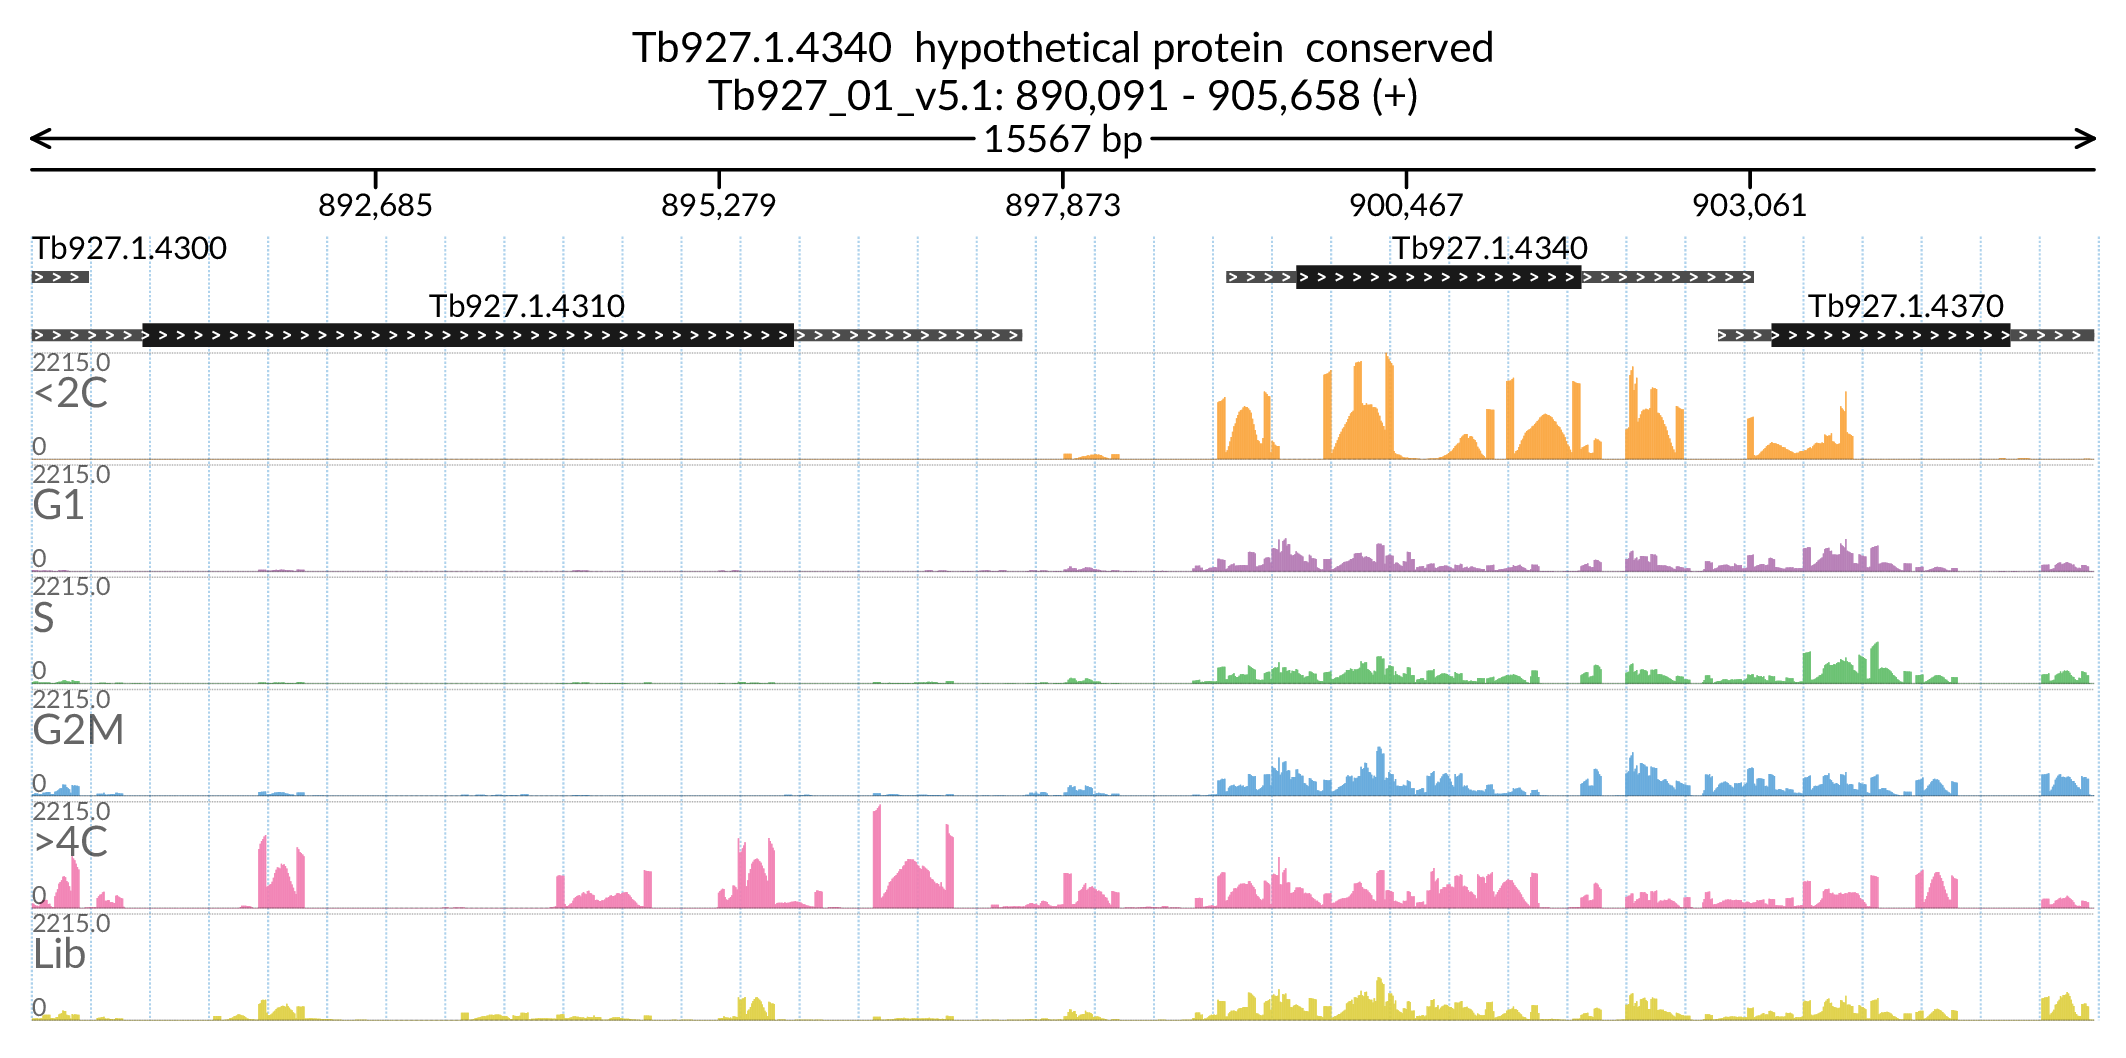 Tb927.1.4340  hypothetical protein  conserved
Tb927_01_v5.1: 890,091 - 905,658 (+)
15567 bp
892,685 895,279 897,873 900,467 903,061
Tb927.1.4300 Tb927.1.4340
Tb927.1.4310 Tb927.1.4370
2215.0
<2C
0
2215.0
G1
0
2215.0
S
0
2215.0
G2M
0
2215.0
>4C
0
2215.0
Lib
0